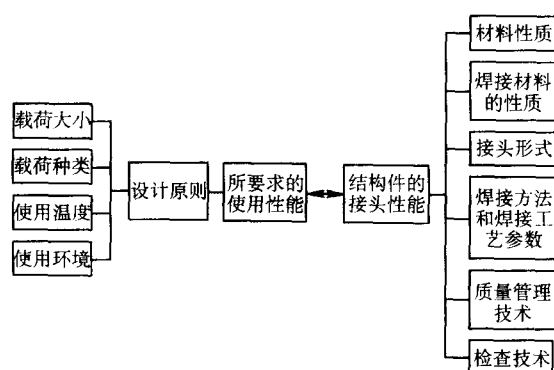 载荷大小
载荷种类
使用温度
使用环境
设计原则
所要求的
使用性能
结构件的
接头性能
材料性质
焊接材料
的性质
接头形式
焊接方法
和焊接工
艺参数
质量管理
技术
检查技术